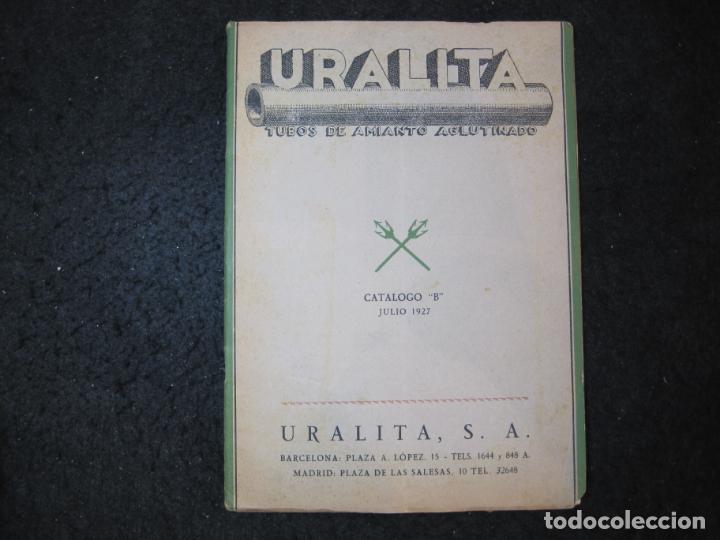 URALITA
TUBOS DE AMIANTO AGLUTINADO
CATALOGO "B"
JULIO 1927
URALITA, S. A.
BARCELONA: PLAZA A. LÓPEZ, 15 - TELS. 1644 y 848 A.
MADRID: PLAZA DE LAS SALESAS, 10 TEL. 32648
todocoleccion.net